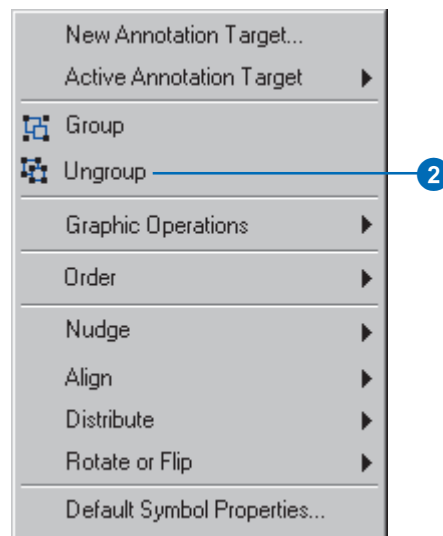 New Annotation Target...
Active Annotation Target
Group
Ungroup
2
Graphic Operations
Order
Nudge
Align
Distribute
Rotate or Flip
Default Symbol Properties...